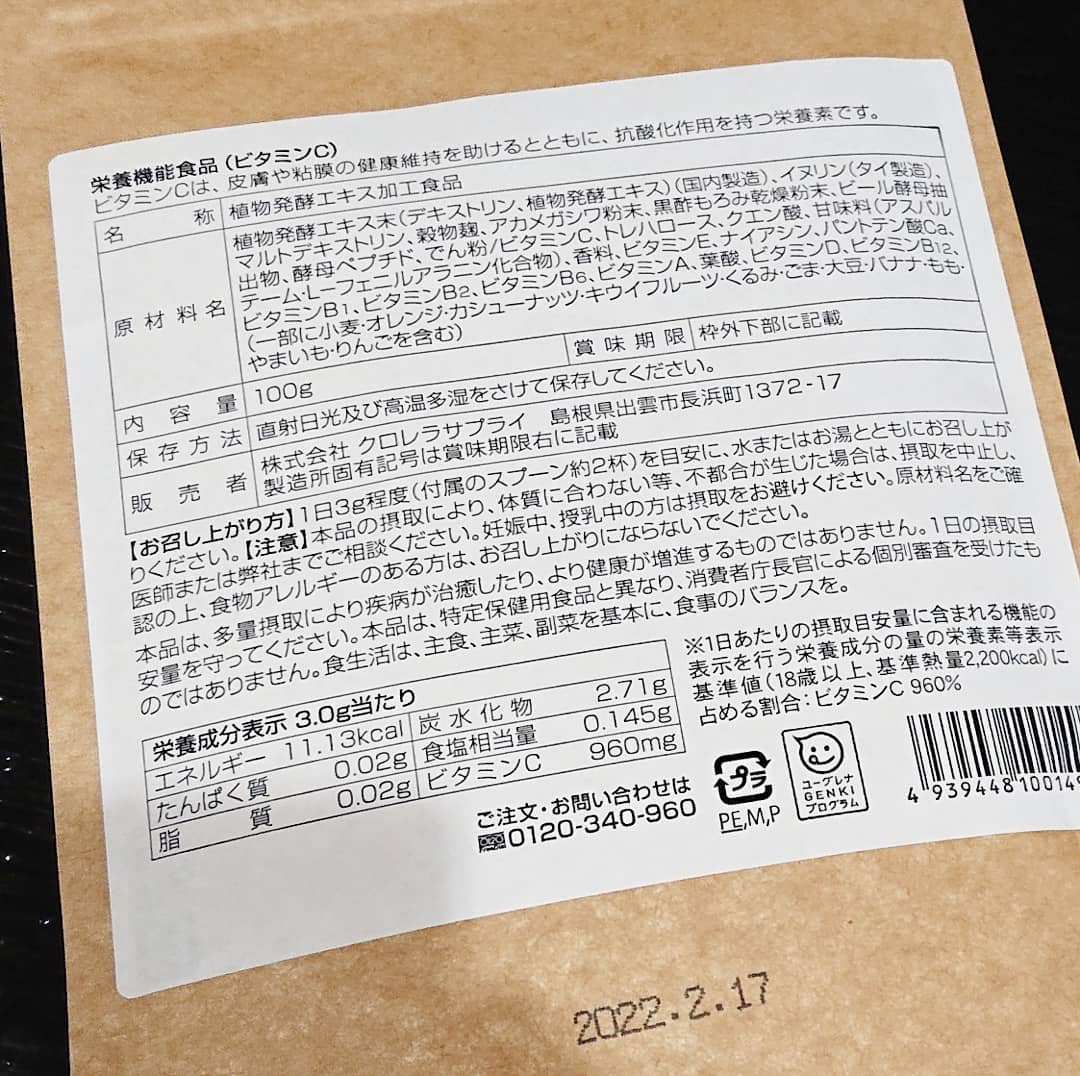 栄養機能食品（ビタミンC）
ビタミンCは、皮膚や粘膜の健康維持を助けるとともに、抗酸化作用を持つ栄養素です。
名称 植物発酵エキス加工食品
原材料名 植物発酵エキス末（デキストリン、植物発酵エキス）（国内製造）、イヌリン（タイ製造）、
マルトデキストリン、穀物麹、アカメガシワ粉末、黒酢もろみ乾燥粉末、ビール酵母抽
出物、酵母ペプチド、でん粉/ビタミンC、トレハロース、クエン酸、甘味料（アスパル
テーム・L-フェニルアラニン化合物）、香料、ビタミンE、ナイアシン、パントテン酸Ca、
ビタミンB1、ビタミンB2、ビタミンB6、ビタミンA、葉酸、ビタミンD、ビタミンB12、
（一部に小麦・オレンジ・カシューナッツ・キウイフルーツ・くるみ・ごま・大豆・バナナ・もも・
やまいも・りんごを含む）
内容量 100g 賞味期限 枠外下部に記載
保存方法 直射日光及び高温多湿をさけて保存してください。
販売者 株式会社 クロレラサプライ 島根県出雲市長浜町1372-17
製造所固有記号は賞味期限右に記載
【お召し上がり方】1日3g程度（付属のスプーン約2杯）を目安に、水またはお湯とともにお召し上が
りください。【注意】本品の摂取により、体質に合わない等、不都合が生じた場合は、摂取を中止し、
医師または弊社までご相談ください。妊娠中、授乳中の方は摂取をお避けください。原材料名をご確
認の上、食物アレルギーのある方は、お召し上がりにならないでください。
本品は、多量摂取により疾病が治癒したり、より健康が増進するものではありません。1日の摂取目
安量を守ってください。本品は、特定保健用食品と異なり、消費者庁長官による個別審査を受けたも
のではありません。食生活は、主食、主菜、副菜を基本に、食事のバランスを。
栄養成分表示 3.0g当たり
エネルギー 11.13kcal 炭水化物 2.71g
たんぱく質 0.02g 食塩相当量 0.145g
脂質 0.02g ビタミンC 960mg
※1日あたりの摂取目安量に含まれる機能の
表示を行う栄養成分の量の栄養素等表示
基準値（18歳以上、基準熱量2,200kcal）に
占める割合：ビタミンC 960%
ご注文・お問い合わせは
0120-340-960
プラ
PE,M,P
ユーグレナ
GENKI
プログラム
4 939448 10014
2022.2.17